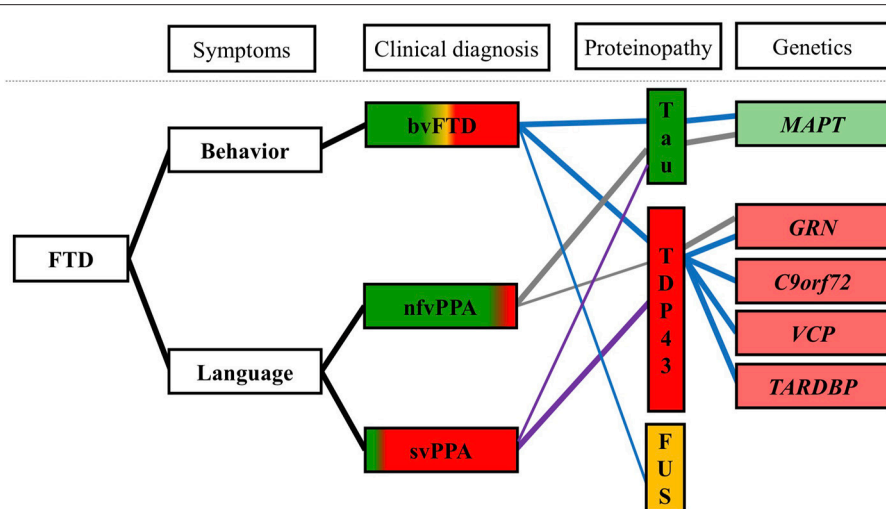 Symptoms
Clinical diagnosis
Proteinopathy
Genetics
FTD
Behavior
Language
bvFTD
nfvPPA
svPPA
Tau
TDP43
FUS
MAPT
GRN
C9orf72
VCP
TARDBP